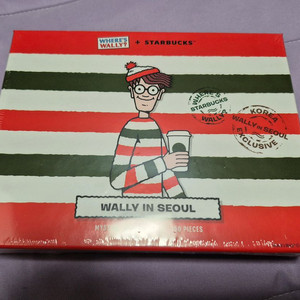 WHERE'S WALLY? + STARBUCKS
WHERE'S
STARBUCKS
WALLY
KOREA
WALLY IN SEOUL
EXCLUSIVE
WALLY IN SEOUL
PIECES